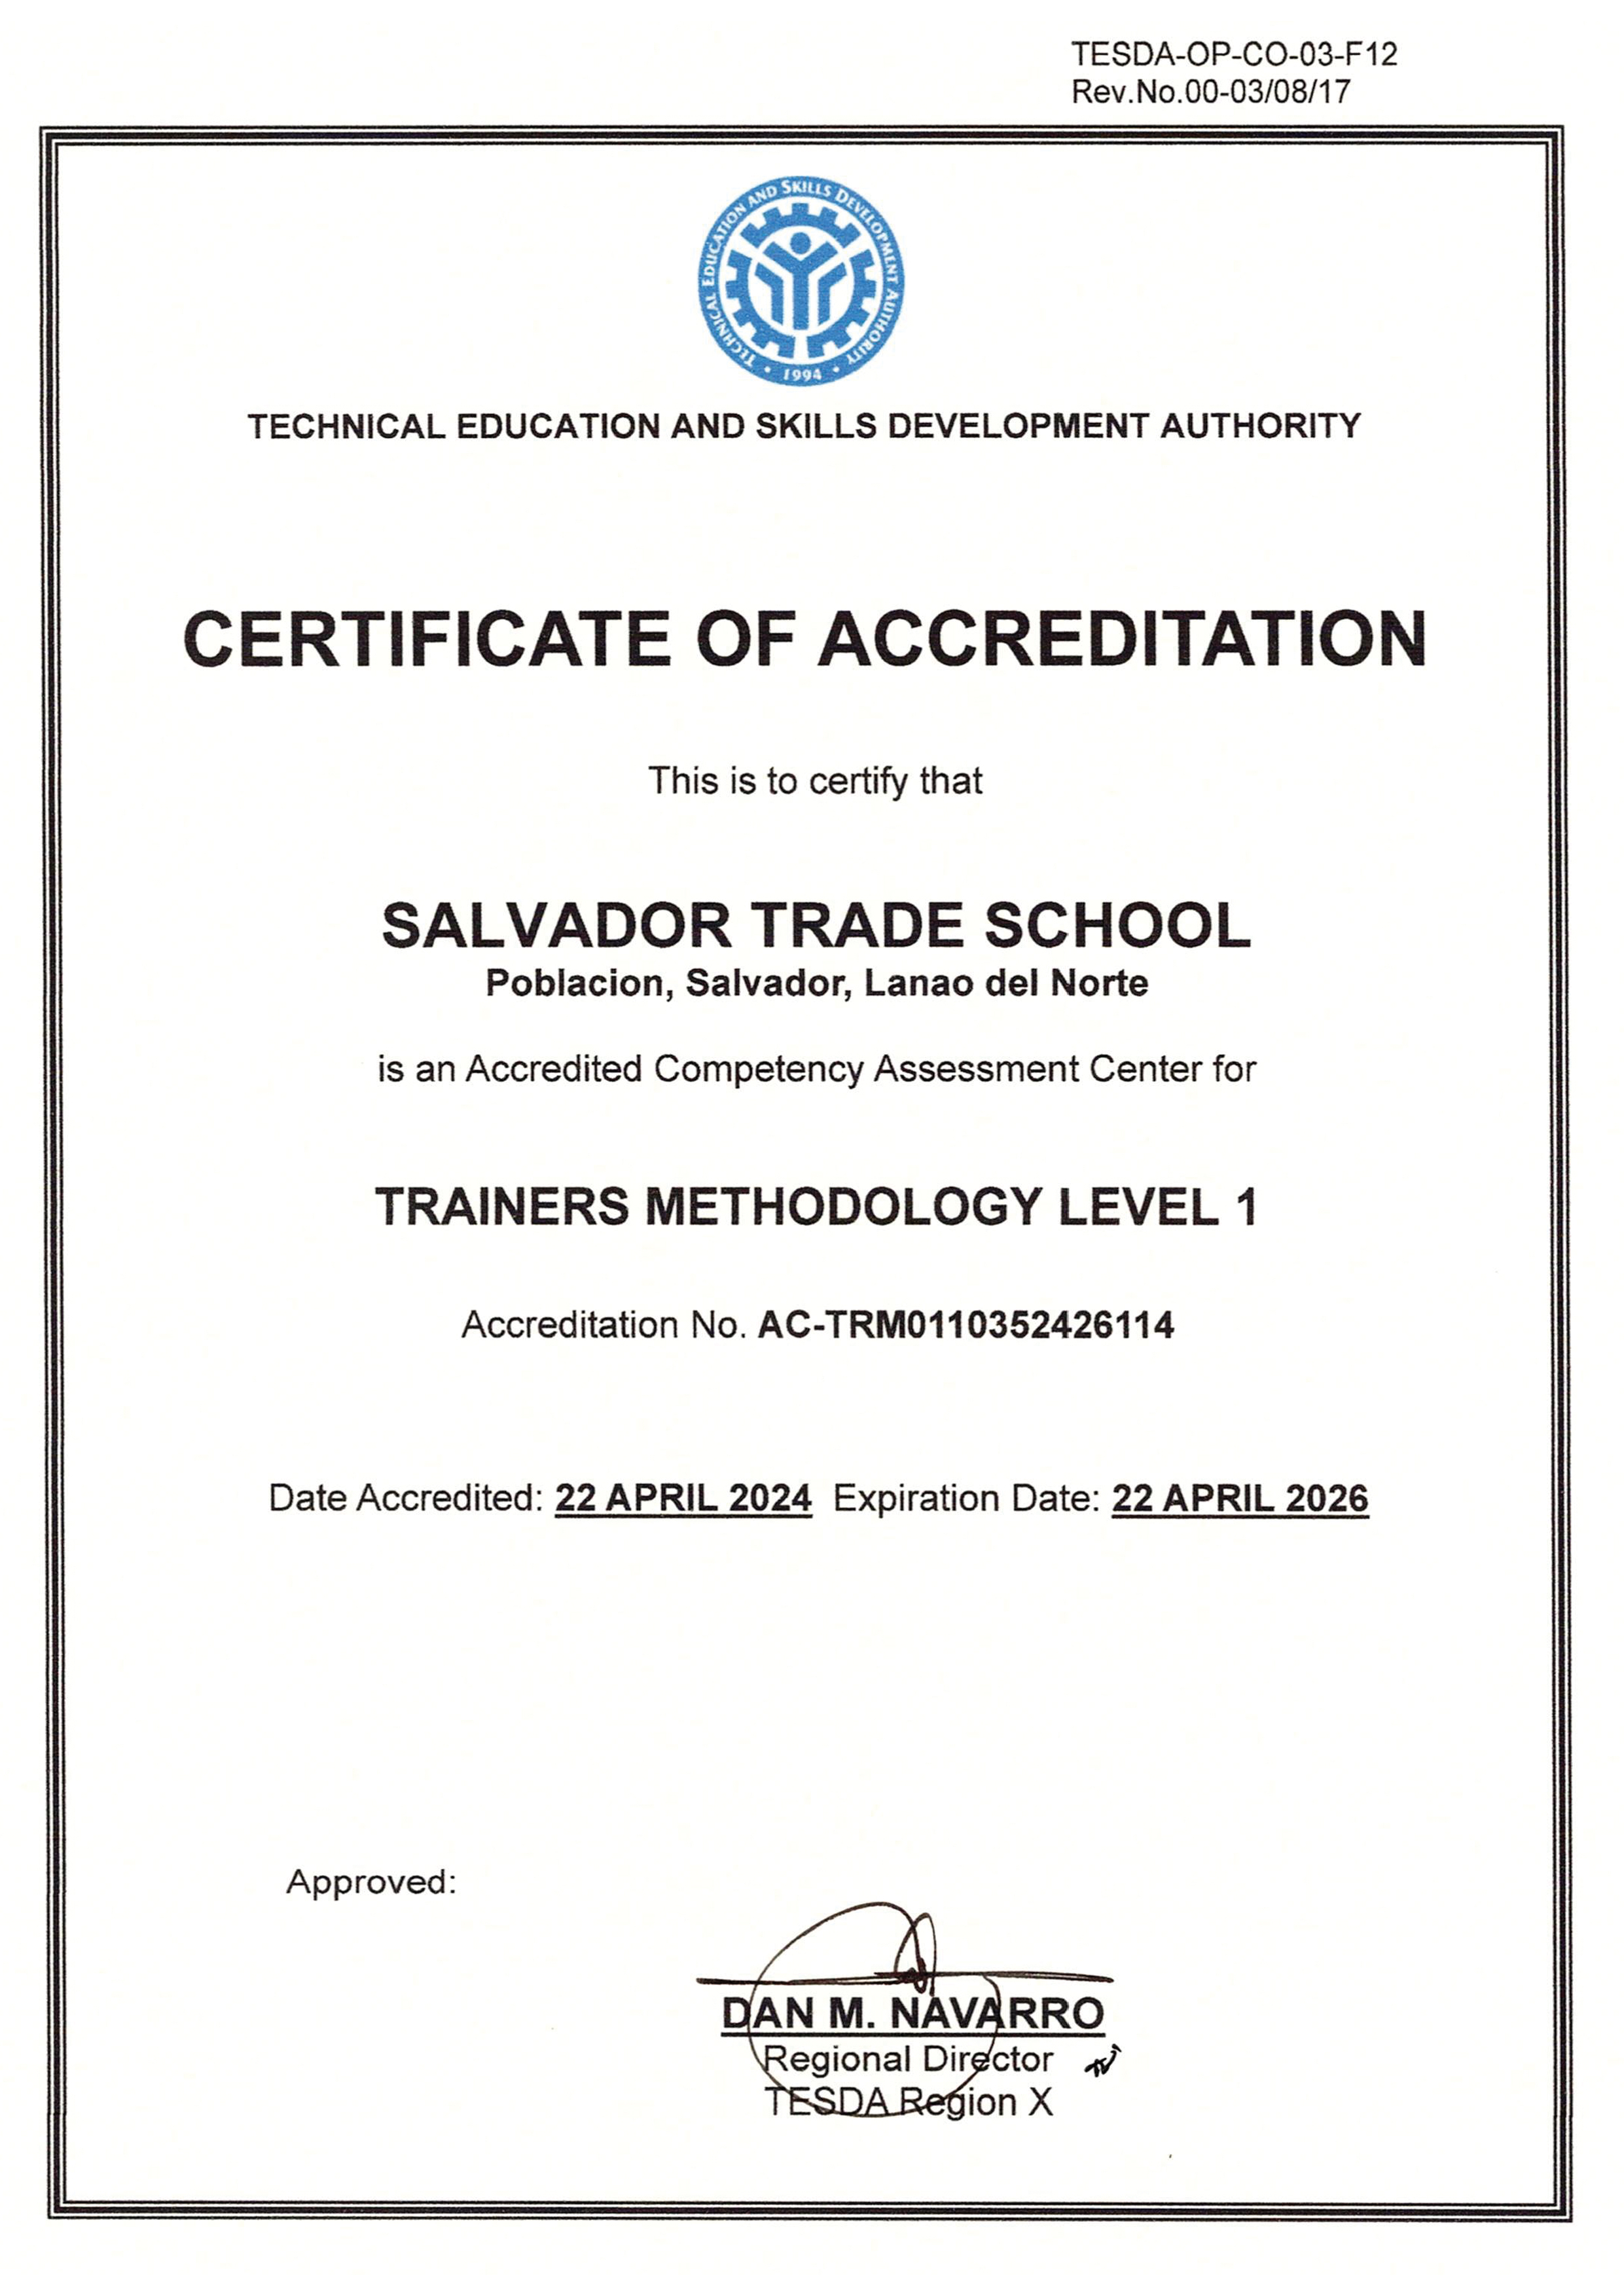 TESDA-OP-CO-03-F12
Rev.No.00-03/08/17
TECHNICAL EDUCATION AND SKILLS DEVELOPMENT AUTHORITY
• 1994 •
TECHNICAL EDUCATION AND SKILLS DEVELOPMENT AUTHORITY
CERTIFICATE OF ACCREDITATION
This is to certify that
SALVADOR TRADE SCHOOL
Poblacion, Salvador, Lanao del Norte
is an Accredited Competency Assessment Center for
TRAINERS METHODOLOGY LEVEL 1
Accreditation No. AC-TRM0110352426114
Date Accredited: 22 APRIL 2024 Expiration Date: 22 APRIL 2026
Approved:
DAN M. NAVARRO
Regional Director
TESDA Region X